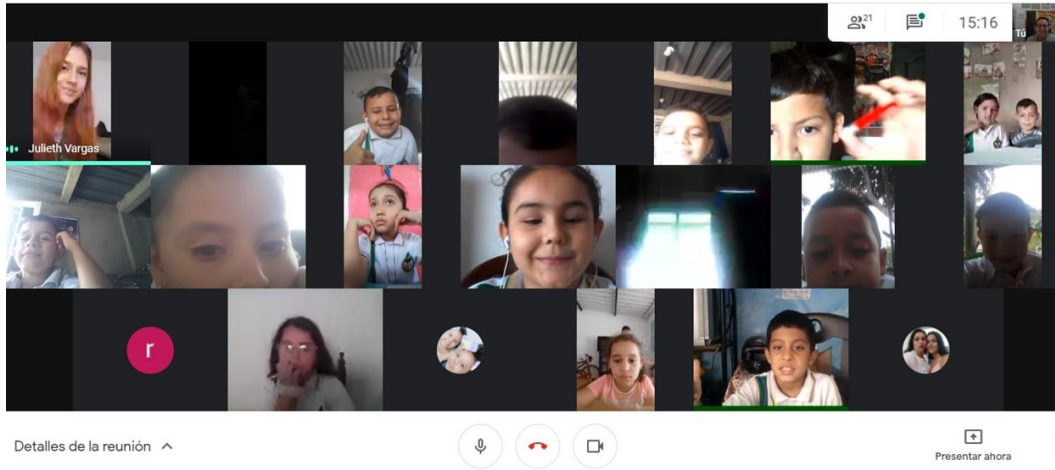 21
15:16
Tú
Julieth Vargas
r
Detalles de la reunión
Presentar ahora